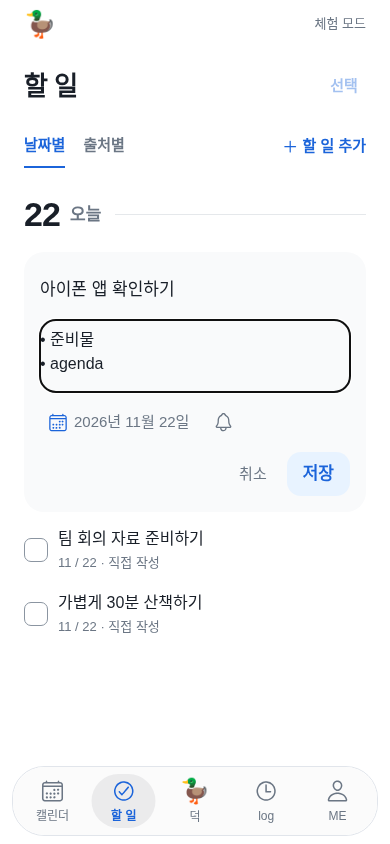 체험 모드
할 일
선택
날짜별
출처별
+ 할 일 추가
22 오늘
아이폰 앱 확인하기
• 준비물
• agenda
2026년 11월 22일
취소
저장
팀 회의 자료 준비하기
11 / 22 · 직접 작성
가볍게 30분 산책하기
11 / 22 · 직접 작성
캘린더
할 일
덕
log
ME